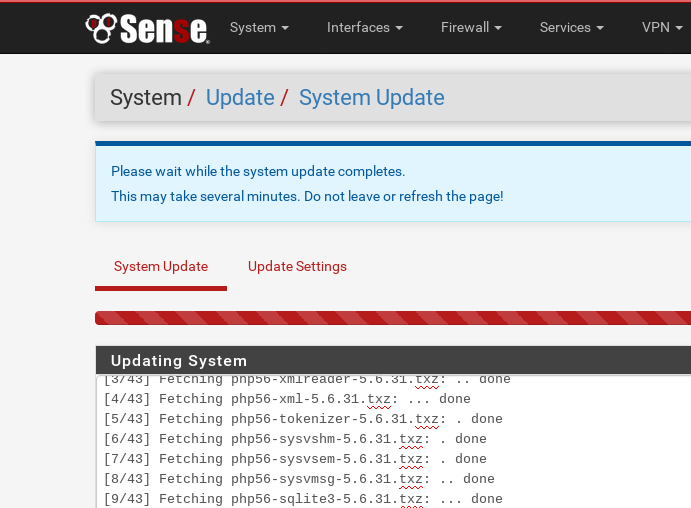 Sense
System
Interfaces
Firewall
Services
VPN
System / Update / System Update
Please wait while the system update completes.
This may take several minutes. Do not leave or refresh the page!
System Update
Update Settings
Updating System
[3/43] Fetching php56-xmlreader-5.6.31.txz: .. done
[4/43] Fetching php56-xml-5.6.31.txz: ... done
[5/43] Fetching php56-tokenizer-5.6.31.txz: . done
[6/43] Fetching php56-sysvshm-5.6.31.txz: . done
[7/43] Fetching php56-sysvsem-5.6.31.txz: . done
[8/43] Fetching php56-sysvmsg-5.6.31.txz: .. done
[9/43] Fetching php56-sqlite3-5.6.31.txz: ... done